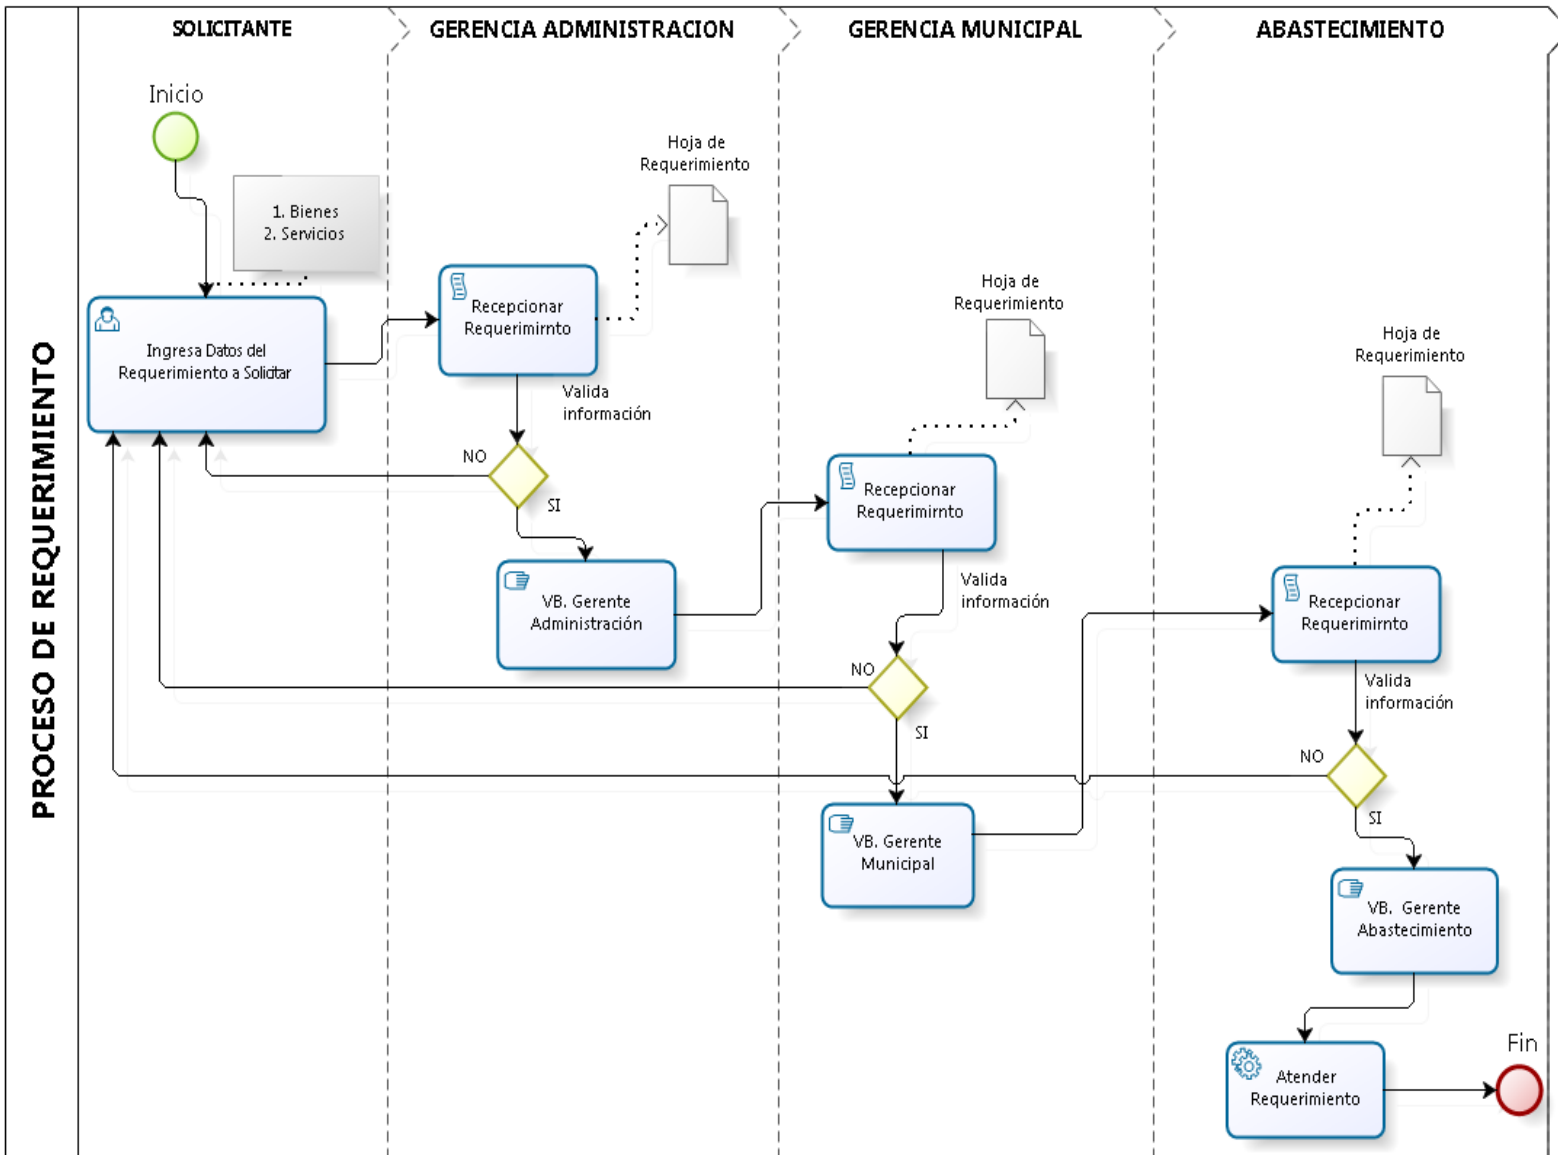 PROCESO DE REQUERIMIENTO
SOLICITANTE
GERENCIA ADMINISTRACION
GERENCIA MUNICIPAL
ABASTECIMIENTO
Inicio
1. Bienes
2. Servicios
Ingresa Datos del
Requerimiento a Solicitar
Hoja de
Requerimiento
Recepcionar
Requerimirnto
Valida
información
NO
SI
VB. Gerente
Administración
Hoja de
Requerimiento
Recepcionar
Requerimirnto
Valida
información
NO
SI
VB. Gerente
Municipal
Hoja de
Requerimiento
Recepcionar
Requerimirnto
Valida
información
NO
SI
VB. Gerente
Abastecimiento
Atender
Requerimiento
Fin